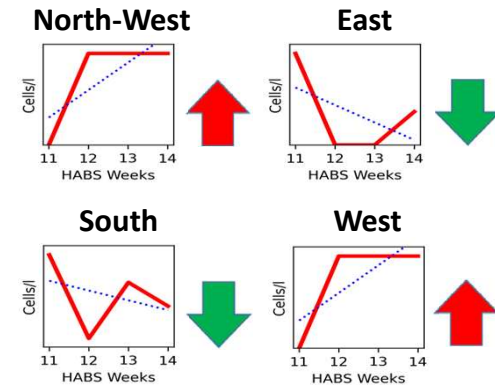 North-West
Cells/l
11 12 13 14
HABS Weeks
East
Cells/l
11 12 13 14
HABS Weeks
South
Cells/l
11 12 13 14
HABS Weeks
West
Cells/l
11 12 13 14
HABS Weeks